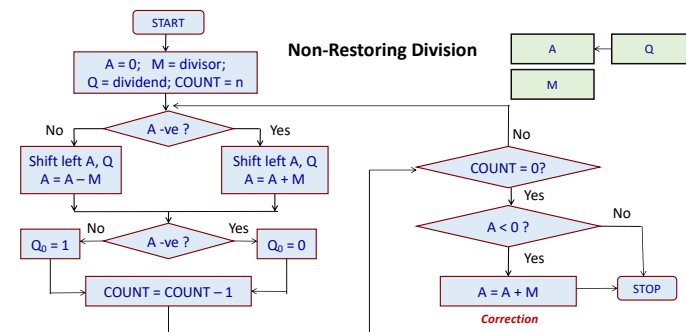 START
Non-Restoring Division
A = 0; M = divisor;
Q = dividend; COUNT = n
A
Q
M
No
A -ve ?
Yes
Shift left A, Q
A = A – M
Shift left A, Q
A = A + M
No
A -ve ?
Yes
Q₀ = 1
Q₀ = 0
COUNT = COUNT – 1
No
COUNT = 0?
Yes
A < 0 ?
No
Yes
A = A + M
STOP
Correction